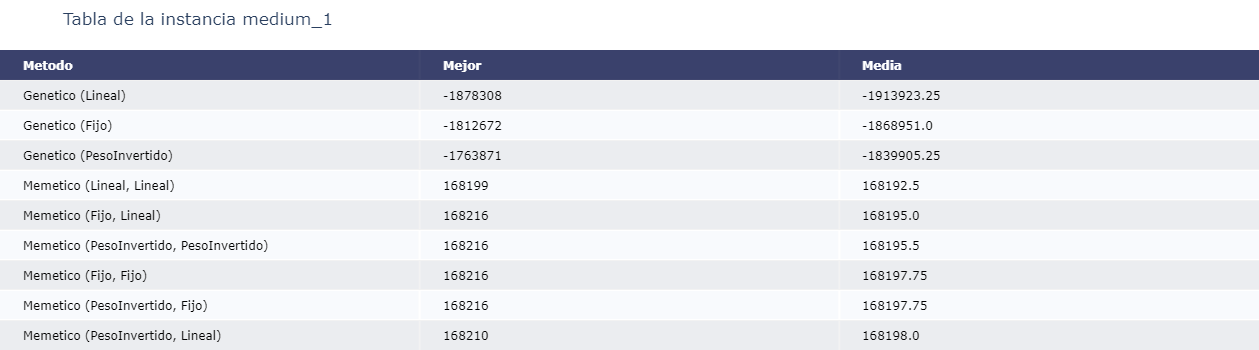 Tabla de la instancia medium_1
Metodo Mejor Media
Genetico (Lineal) -1878308 -1913923.25
Genetico (Fijo) -1812672 -1868951.0
Genetico (PesoInvertido) -1763871 -1839905.25
Memetico (Lineal, Lineal) 168199 168192.5
Memetico (Fijo, Lineal) 168216 168195.0
Memetico (PesoInvertido, PesoInvertido) 168216 168195.5
Memetico (Fijo, Fijo) 168216 168197.75
Memetico (PesoInvertido, Fijo) 168216 168197.75
Memetico (PesoInvertido, Lineal) 168210 168198.0